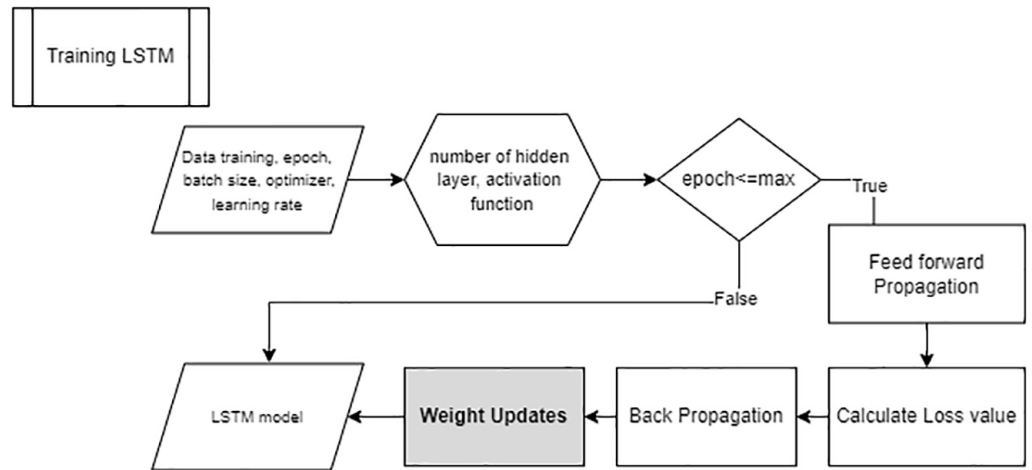 Training LSTM
Data training, epoch,
batch size, optimizer,
learning rate
number of hidden
layer, activation
function
epoch<=max
True
Feed forward
Propagation
False
LSTM model
Weight Updates
Back Propagation
Calculate Loss value